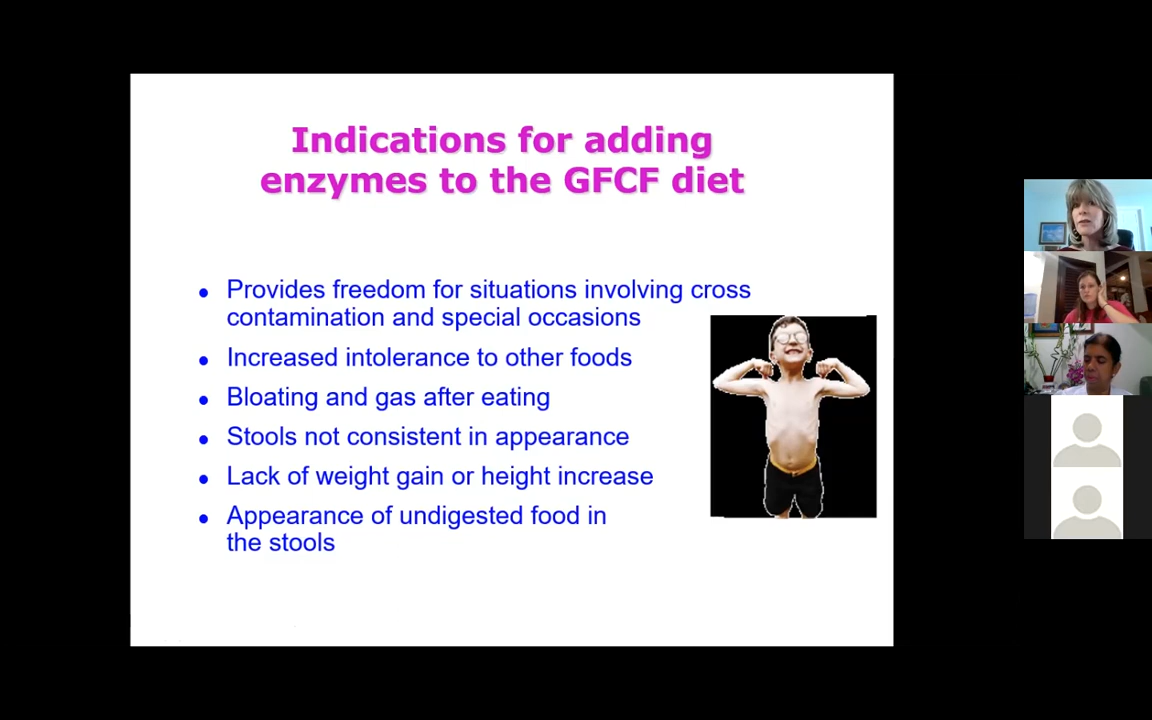 Indications for adding
enzymes to the GFCF diet
● Provides freedom for situations involving cross
contamination and special occasions
● Increased intolerance to other foods
● Bloating and gas after eating
● Stools not consistent in appearance
● Lack of weight gain or height increase
● Appearance of undigested food in
the stools